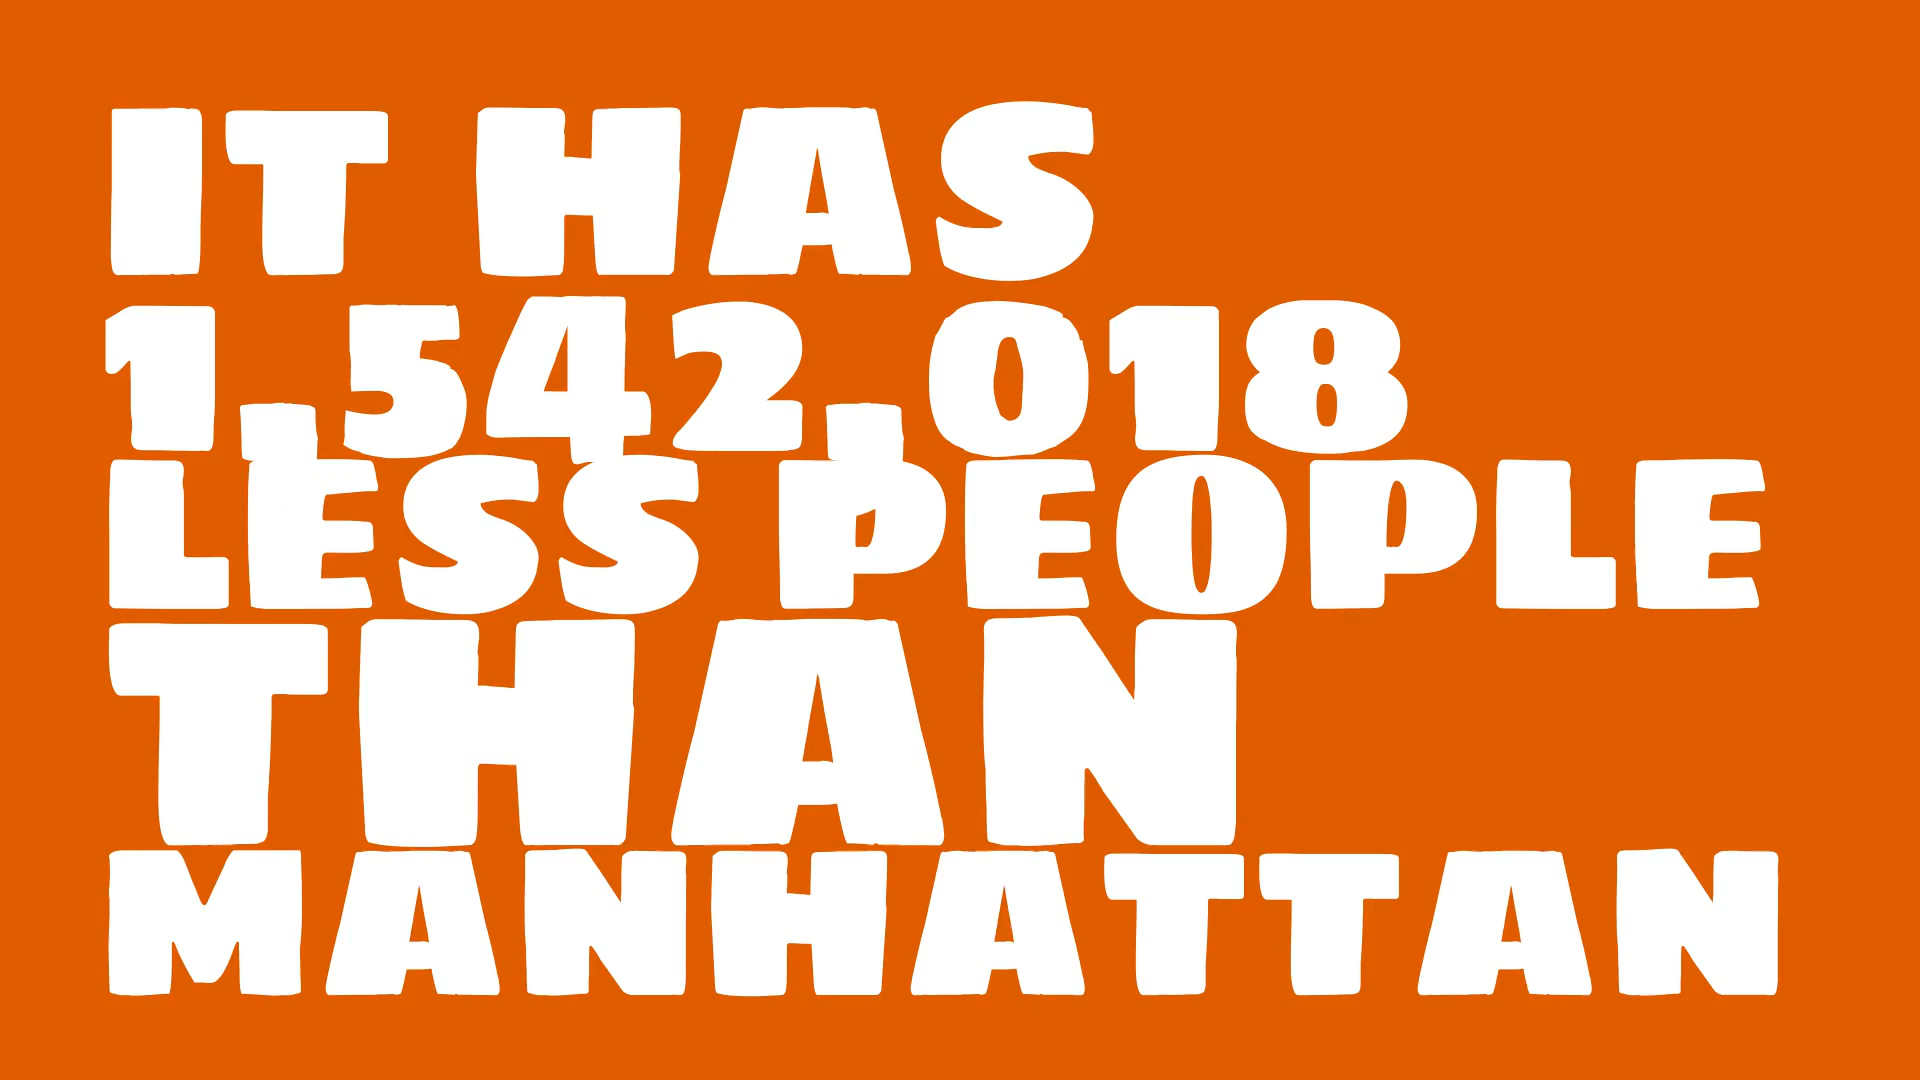 IT HAS
1,542,018
LESS PEOPLE
THAN
MANHATTAN